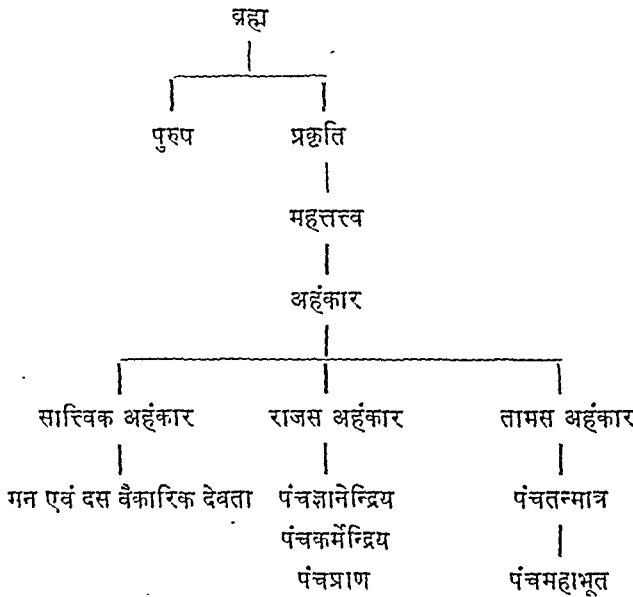 ब्रह्म
पुरुष प्रकृति
महत्तत्त्व
अहंकार
सात्त्विक अहंकार राजस अहंकार तामस अहंकार
मन एवं दस वैकारिक देवता पंचज्ञानेन्द्रिय पंचतन्मात्र
पंचकर्मेन्द्रिय
पंचप्राण पंचमहाभूत